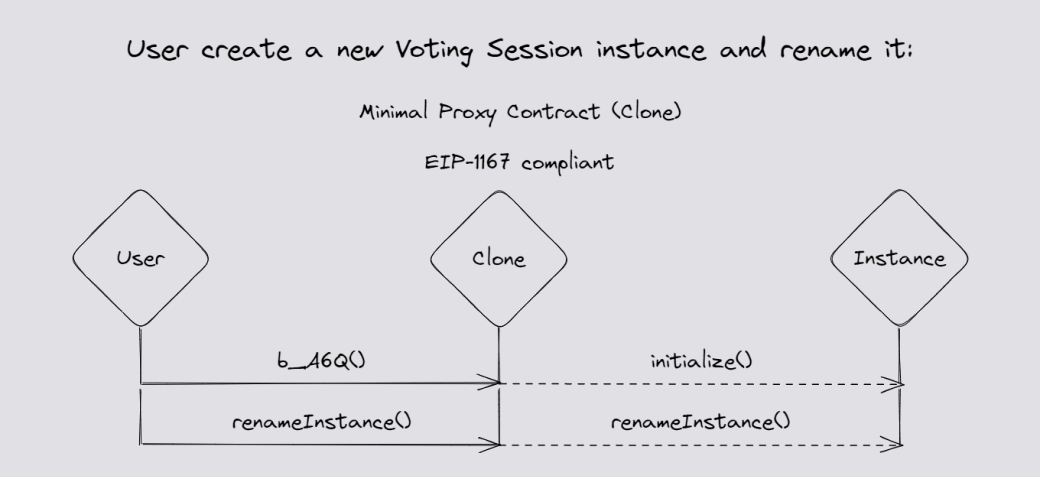 User create a new Voting Session instance and rename it:
Minimal Proxy Contract (Clone)
EIP-1167 compliant
User
Clone
Instance
b_A6Q()
initialize()
renameInstance()
renameInstance()